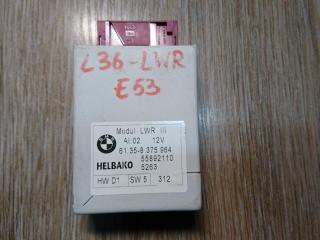 L36-LWR
E53
Modul LWR III
AI:02 12V
61.35-8 375 964
HELBAKO 55892110
5263
HW D1 SW 5 312